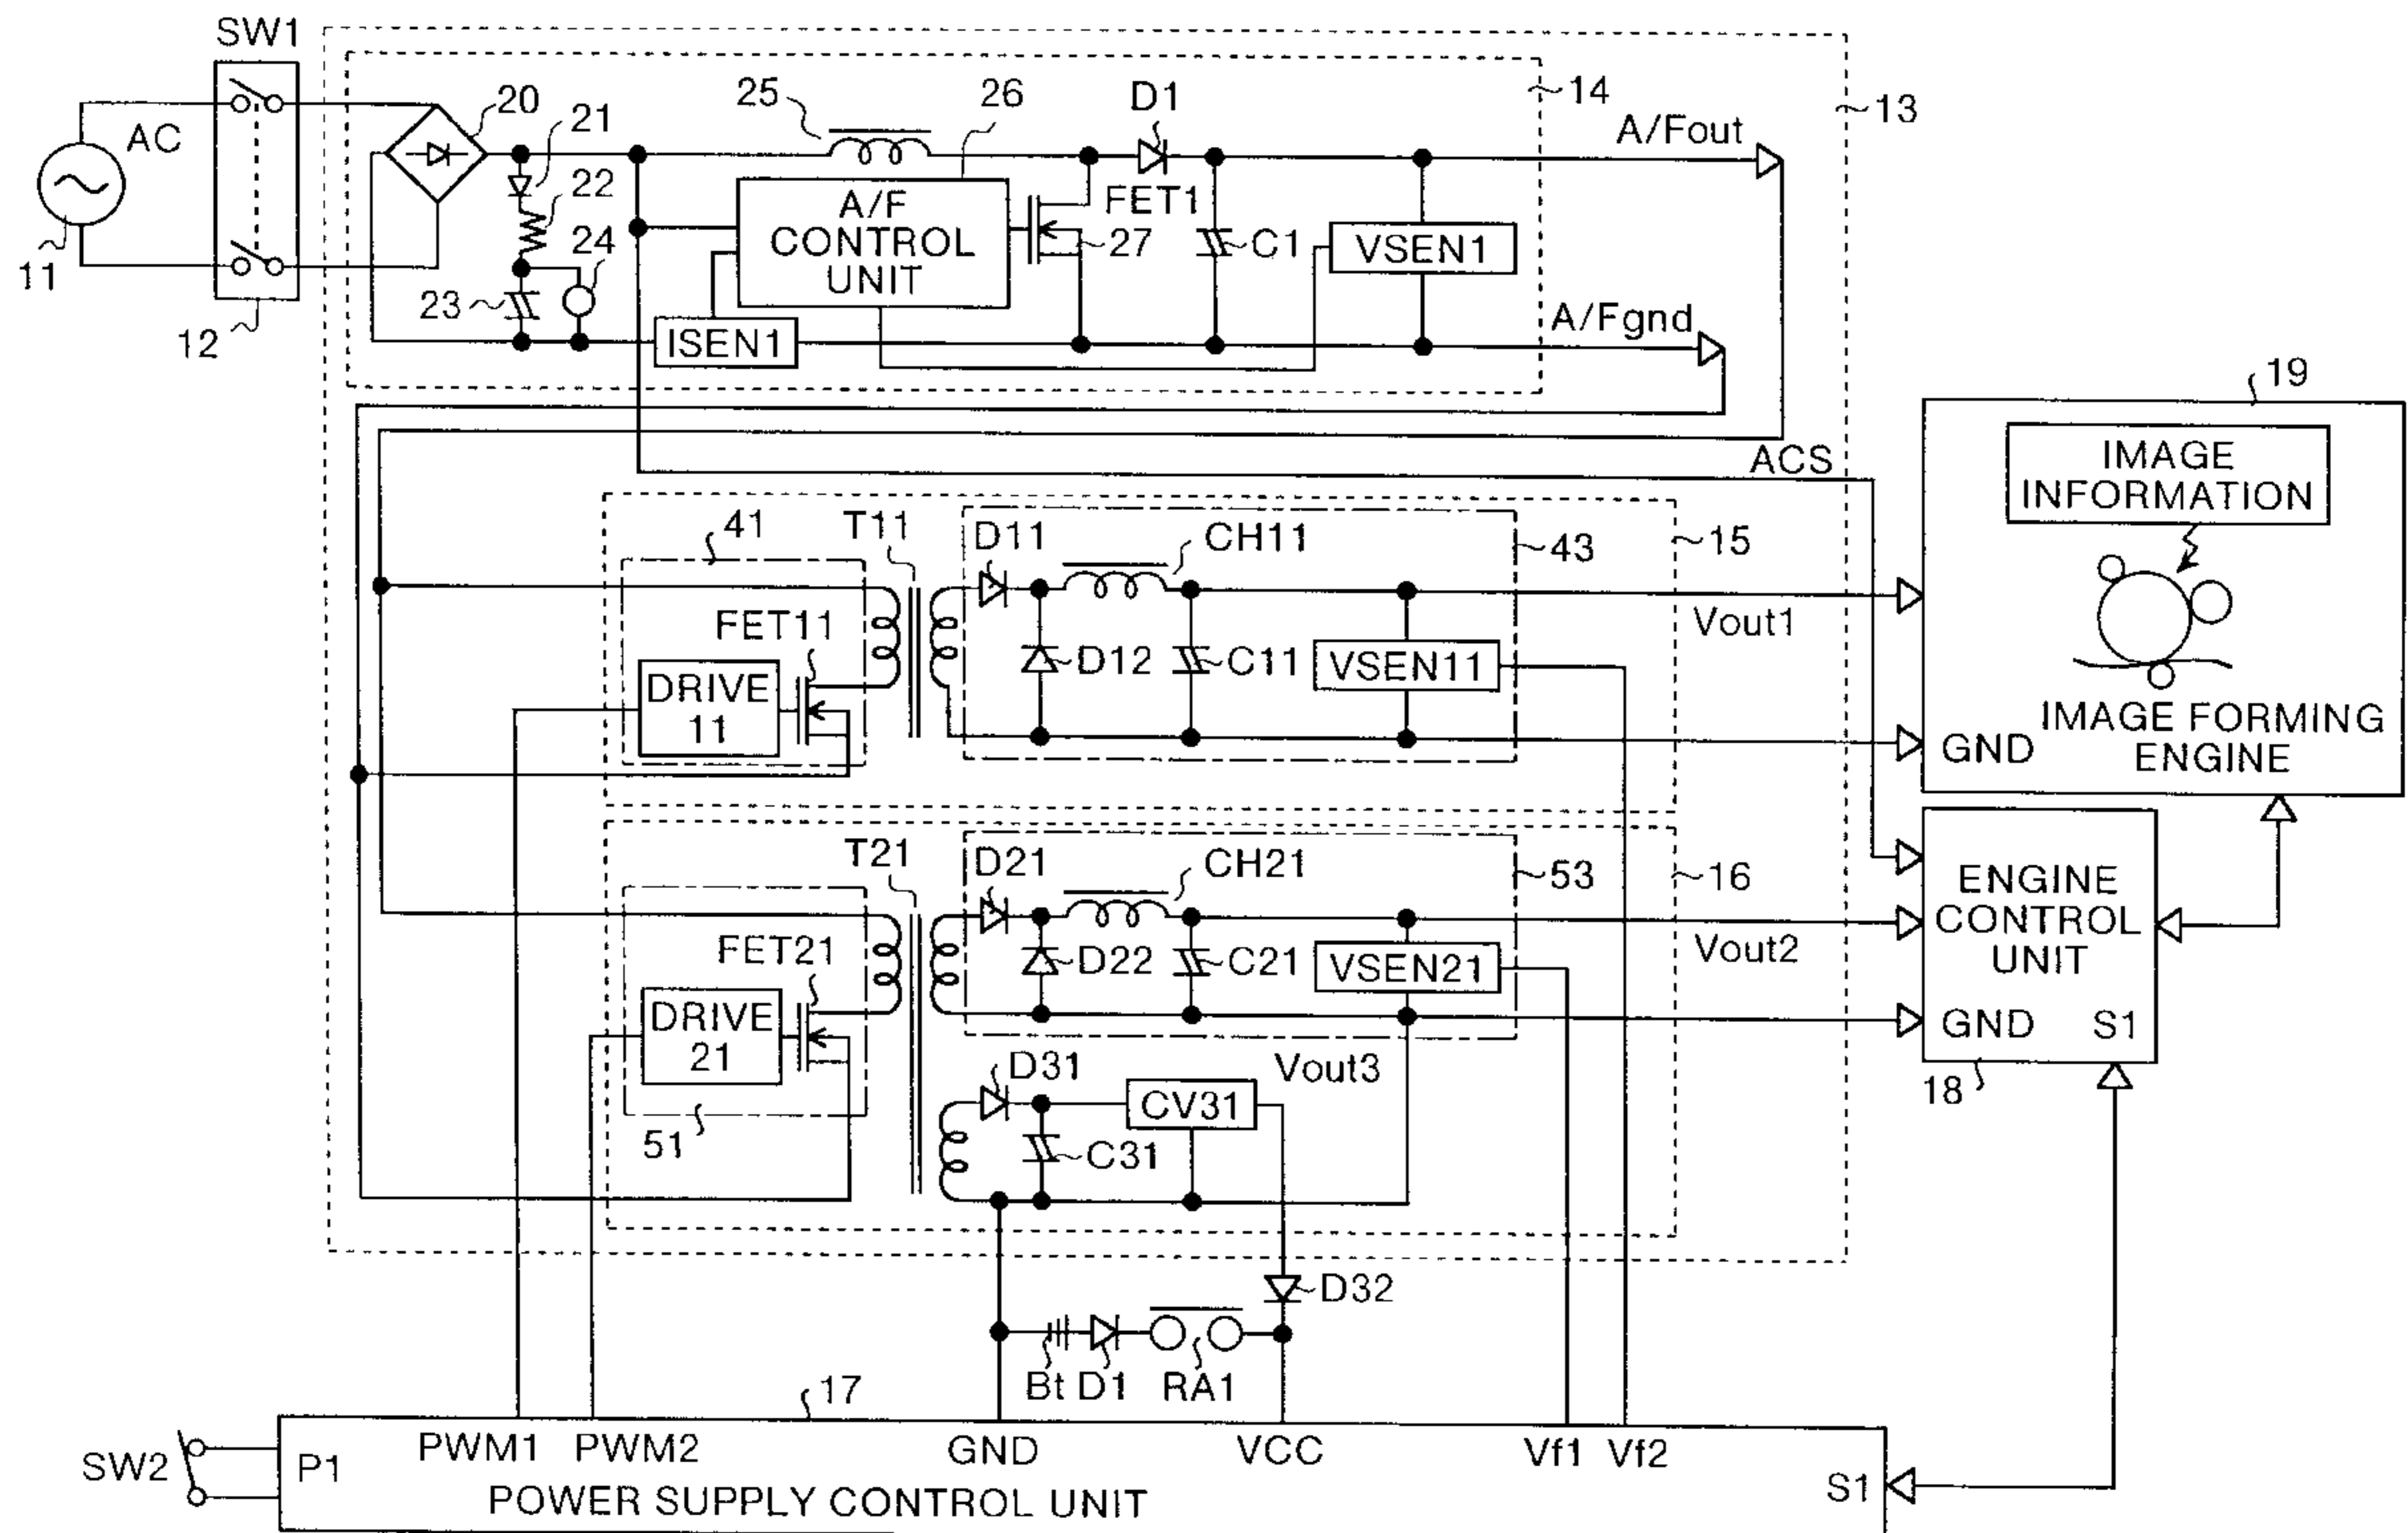 SW1
AC
11
12
20
21
22
23
24
25
26
A/F
CONTROL
UNIT
ISEN1
D1
FET1
27
C1
VSEN1
14
13
A/Fout
A/Fgnd
ACS
19
IMAGE
INFORMATION
IMAGE FORMING
ENGINE
GND
41
T11
D11
CH11
43
15
FET11
DRIVE
11
D12
C11
VSEN11
Vout1
T21
D21
CH21
53
16
FET21
DRIVE
21
51
D22
C21
VSEN21
Vout2
ENGINE
CONTROL
UNIT
GND
S1
18
D31
CV31
Vout3
C31
D32
Bt
D1
RA1
17
SW2
P1
PWM1
PWM2
GND
VCC
Vf1
Vf2
S1
POWER SUPPLY CONTROL UNIT